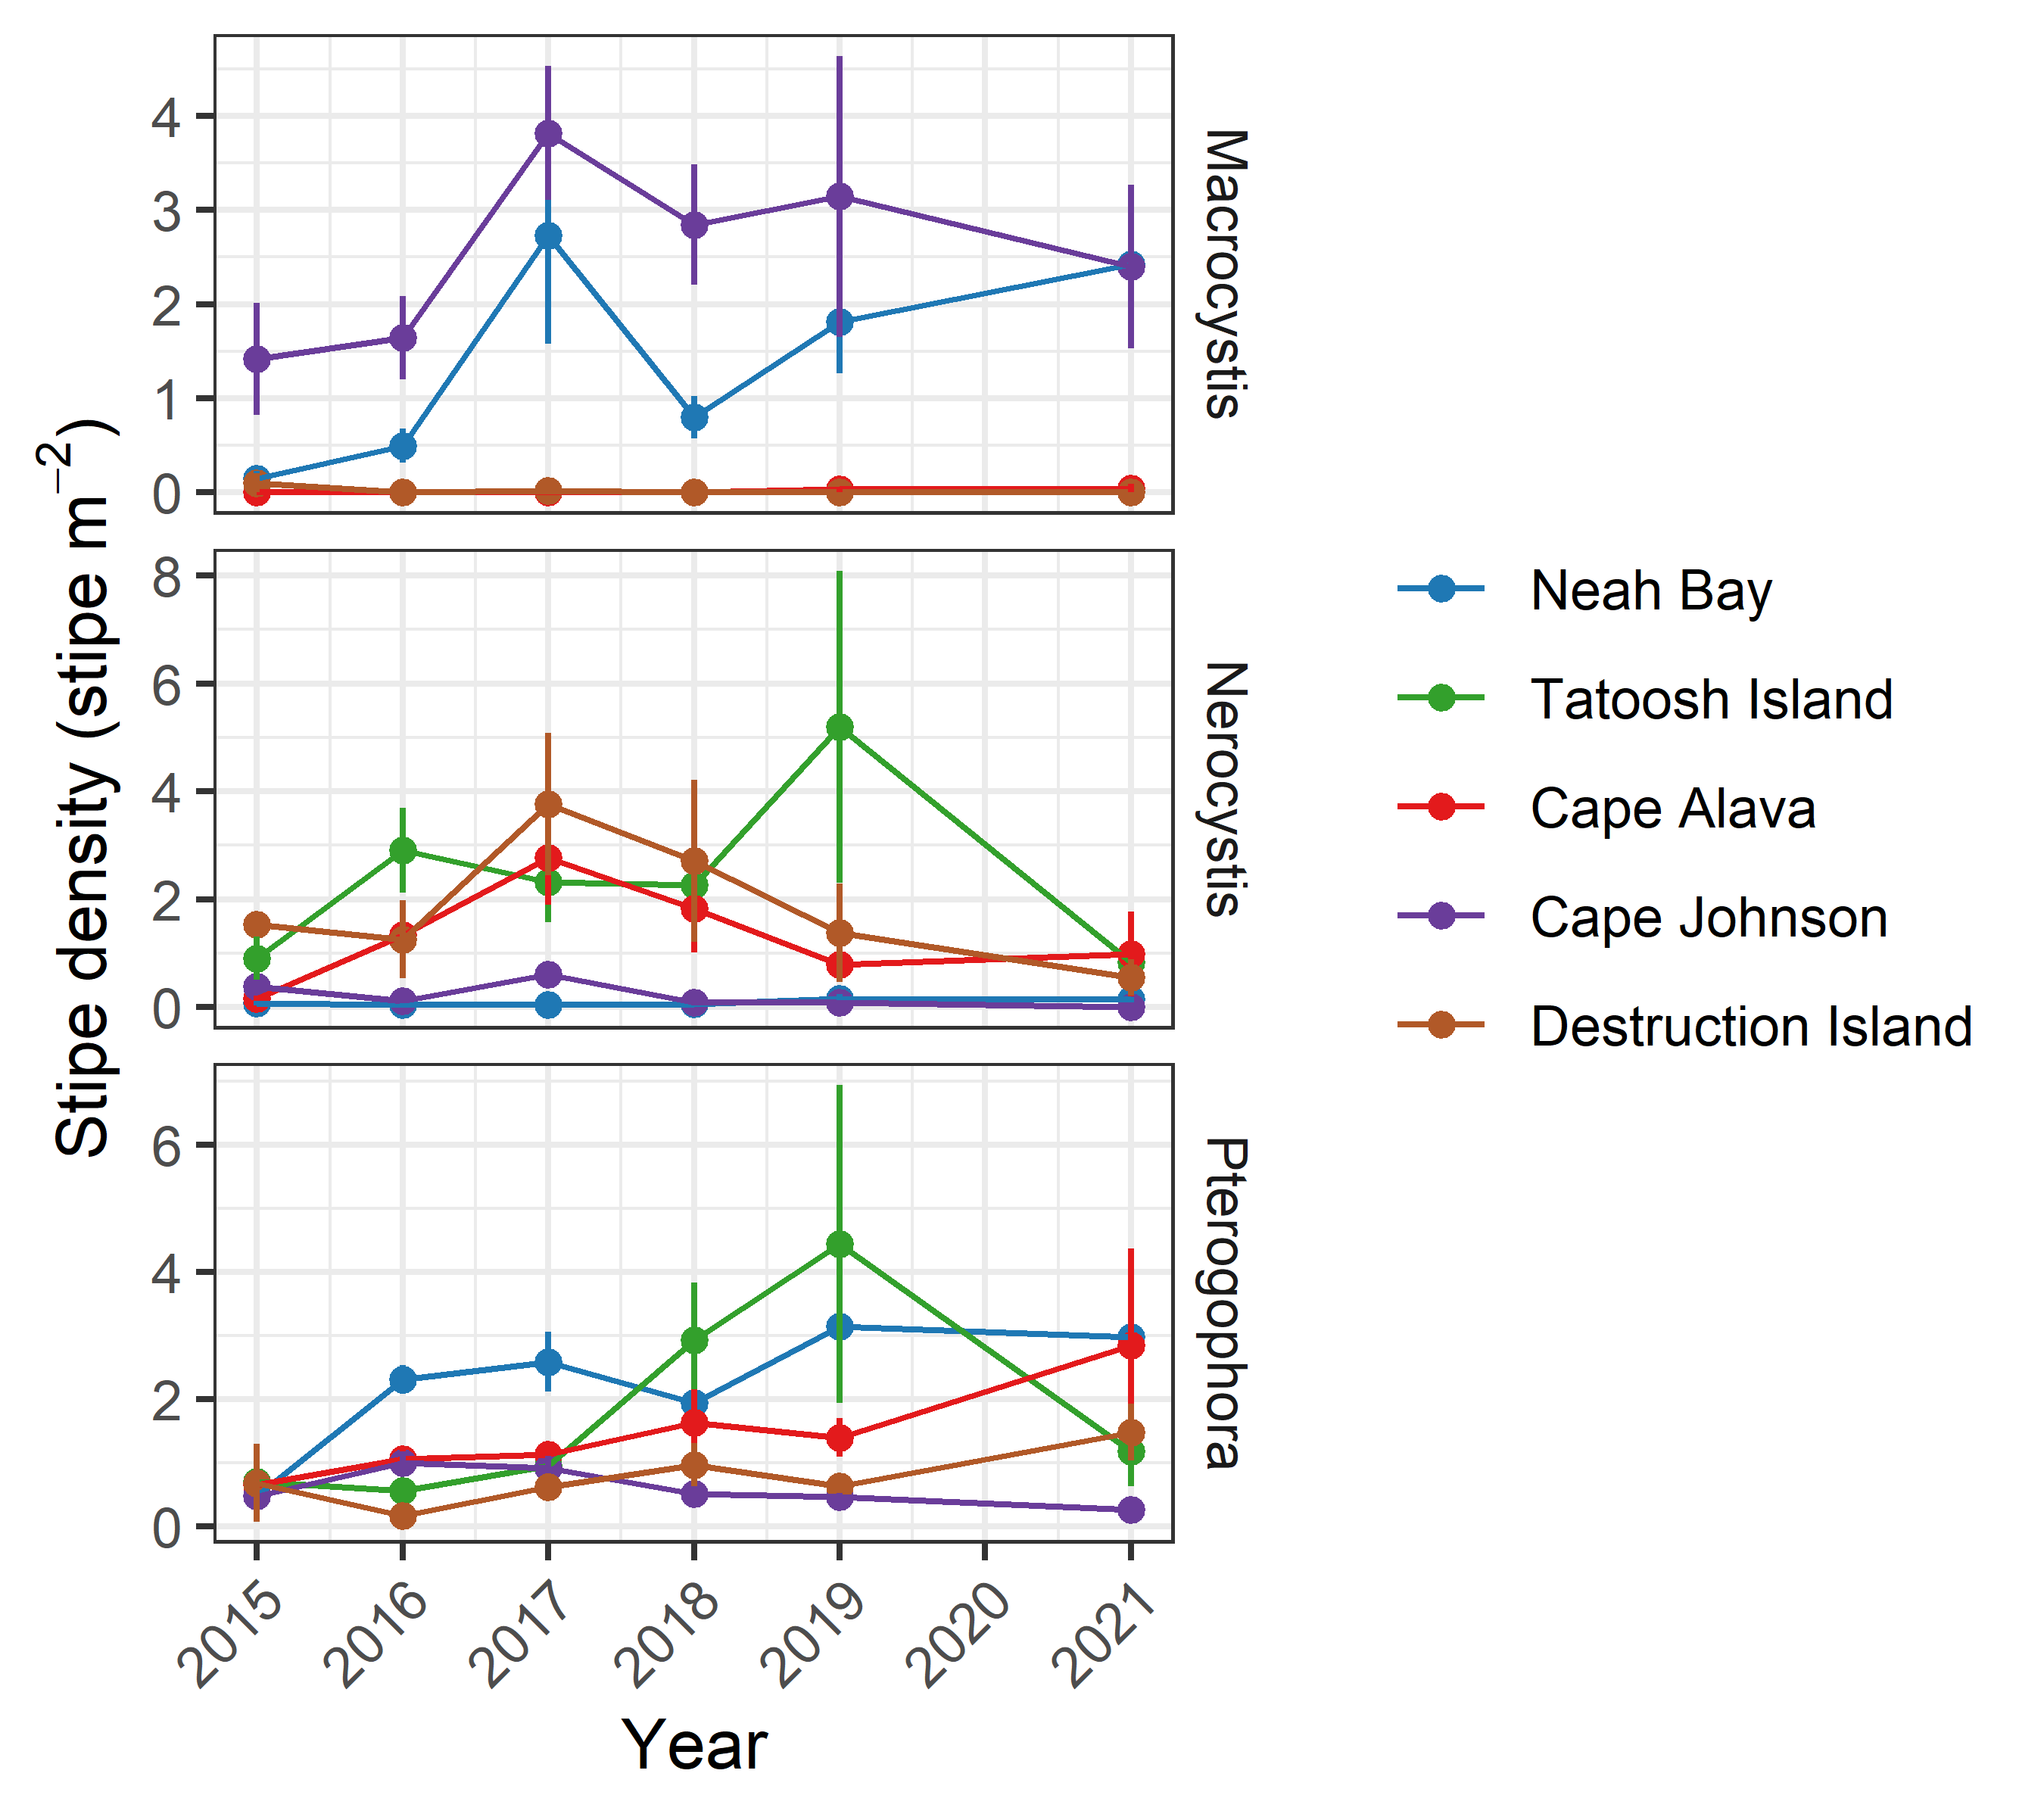 Stipe density (stipe m⁻²)
4
3
2
1
0
Macrocystis
8
6
4
2
0
Nerocystis
6
4
2
0
Pterogophora
2015 2016 2017 2018 2019 2020 2021
Year
Neah Bay
Tatoosh Island
Cape Alava
Cape Johnson
Destruction Island